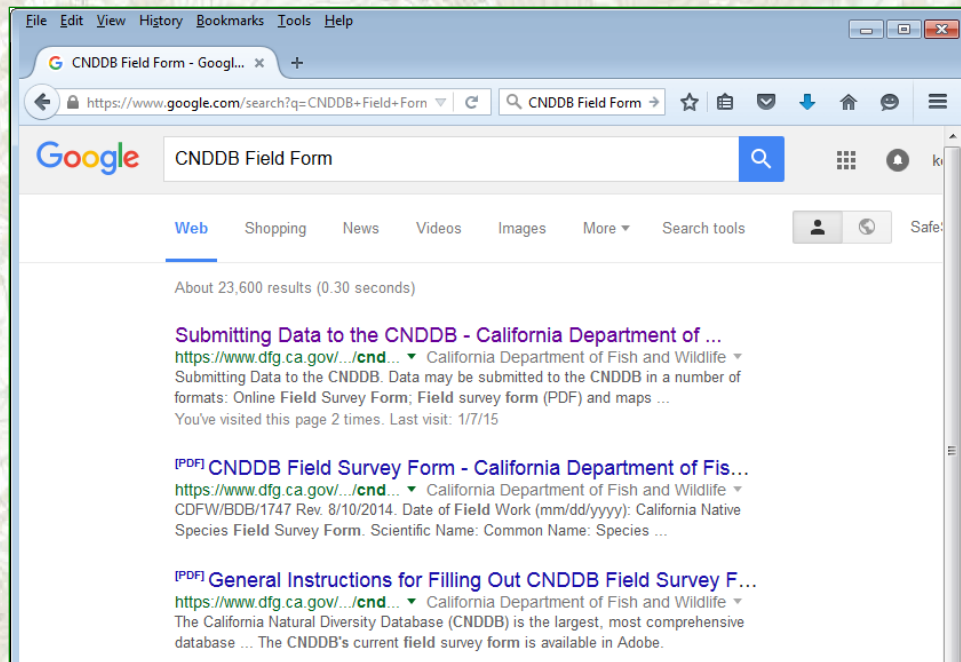 File Edit View History Bookmarks Tools Help
G CNDDB Field Form - Googl... × +
https://www.google.com/search?q=CNDDB+Field+Forn CNDDB Field Form
Google CNDDB Field Form
Web Shopping News Videos Images More Search tools
About 23,600 results (0.30 seconds)
Submitting Data to the CNDDB - California Department of ...
https://www.dfg.ca.gov/.../cnd... California Department of Fish and Wildlife
Submitting Data to the CNDDB. Data may be submitted to the CNDDB in a number of
formats: Online Field Survey Form; Field survey form (PDF) and maps ...
You've visited this page 2 times. Last visit: 1/7/15
[PDF] CNDDB Field Survey Form - California Department of Fis...
https://www.dfg.ca.gov/.../cnd... California Department of Fish and Wildlife
CDFW/BDB/1747 Rev. 8/10/2014. Date of Field Work (mm/dd/yyyy): California Native
Species Field Survey Form. Scientific Name: Common Name: Species ...
[PDF] General Instructions for Filling Out CNDDB Field Survey F...
https://www.dfg.ca.gov/.../cnd... California Department of Fish and Wildlife
The California Natural Diversity Database (CNDDB) is the largest, most comprehensive
database ... The CNDDB's current field survey form is available in Adobe.